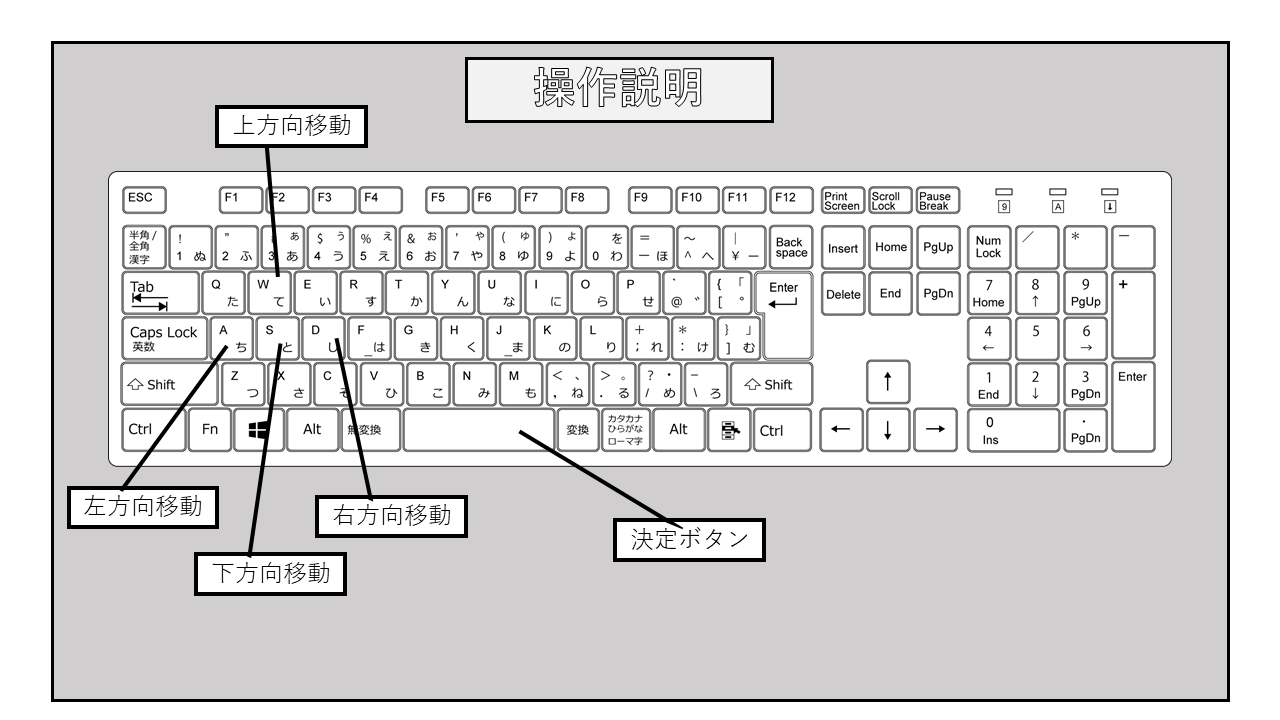 操作説明
上方向移動
ESC F1 F2 F3 F4 F5 F6 F7 F8 F9 F10 F11 F12 Print Screen Scroll Lock Pause Break 9 A ↓
半角/ 全角 漢字 ! 1 ぬ " 2 ふ 3 ぁ あ $ 4 ぅ う % 5 ぇ え & 6 ぉ お ' 7 ゃ や ( 8 ゅ ゆ ) 9 ょ よ 0 を わ = ー ほ ～ ^ へ | ¥ ー Back space Insert Home PgUp Num Lock / * −
Tab Q た W て E い R す T か Y ん U な I に O ら P せ ` @ ゛ { 「 [ ° Enter Delete End PgDn 7 Home 8 ↑ 9 PgUp +
Caps Lock 英数 A ち S と D し F _は G き H く J _ま K の L り + ; れ * : け } 」 ] む 4 ← 5 6 →
Shift Z つ X さ C そ V ひ B こ N み M も < 、 , ね > 。 . る ? ・ / め − \ ろ Shift ↑ 1 End 2 ↓ 3 PgDn Enter
Ctrl Fn Alt 無変換 変換 カタカナ ひらがな ローマ字 Alt Ctrl ← ↓ → 0 Ins . PgDn
左方向移動
右方向移動
決定ボタン
下方向移動